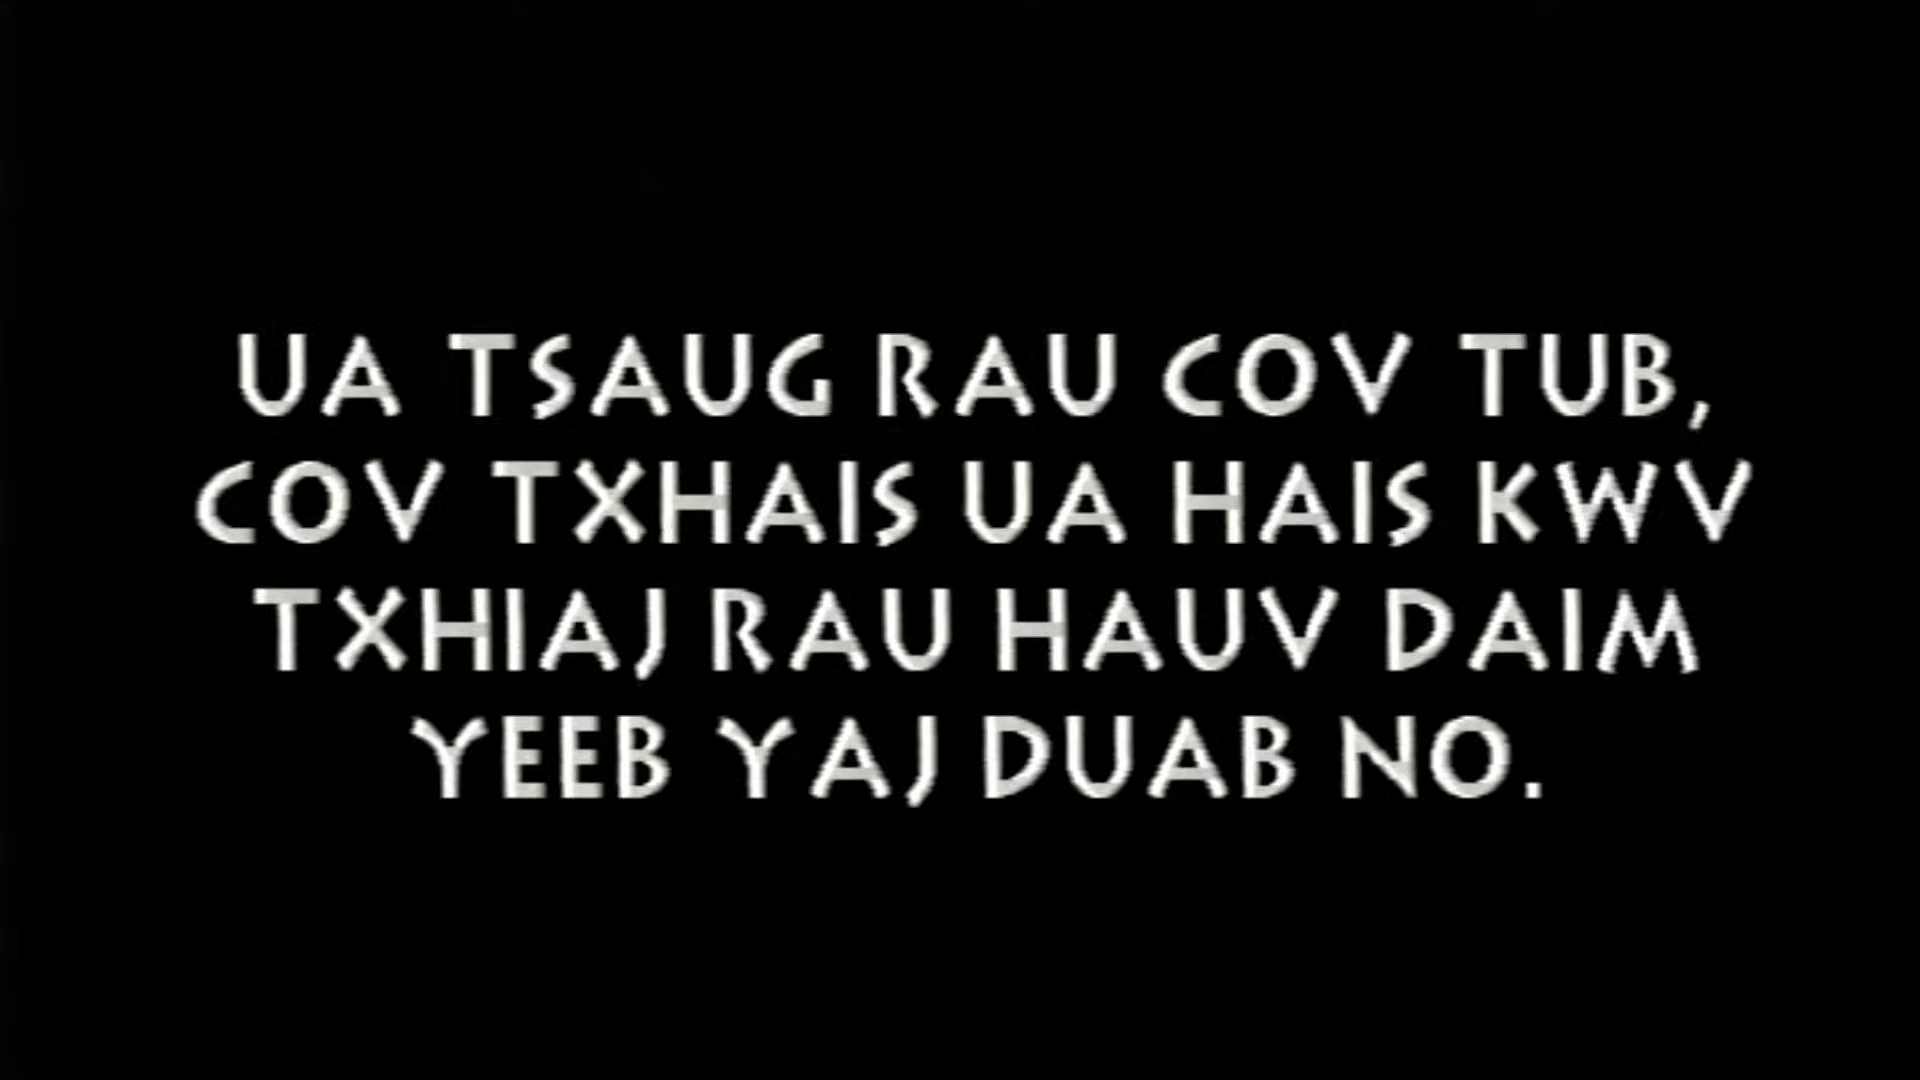 UA TSAUG RAU COV TUB,
COV TXHAIS UA HAIS KWV
TXHIAJ RAU HAUV DAIM
YEEB YAJ DUAB NO.